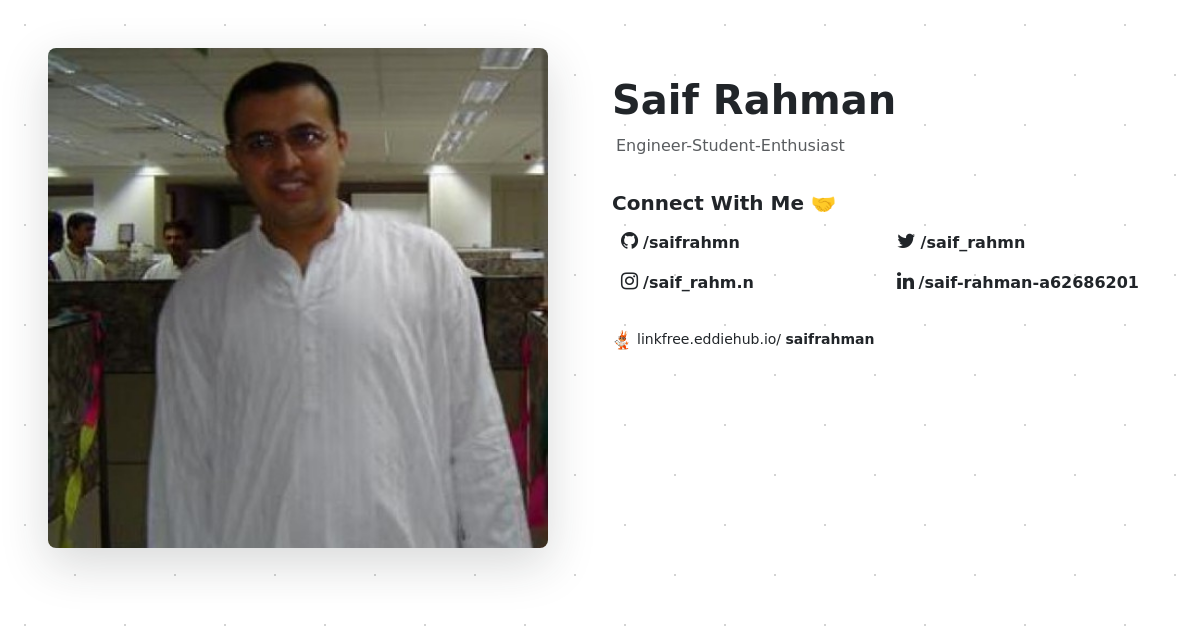 Saif Rahman
Engineer-Student-Enthusiast
Connect With Me 🤝
/saifrahmn
/saif_rahmn
/saif_rahm.n
/saif-rahman-a62686201
linkfree.eddiehub.io/ saifrahman